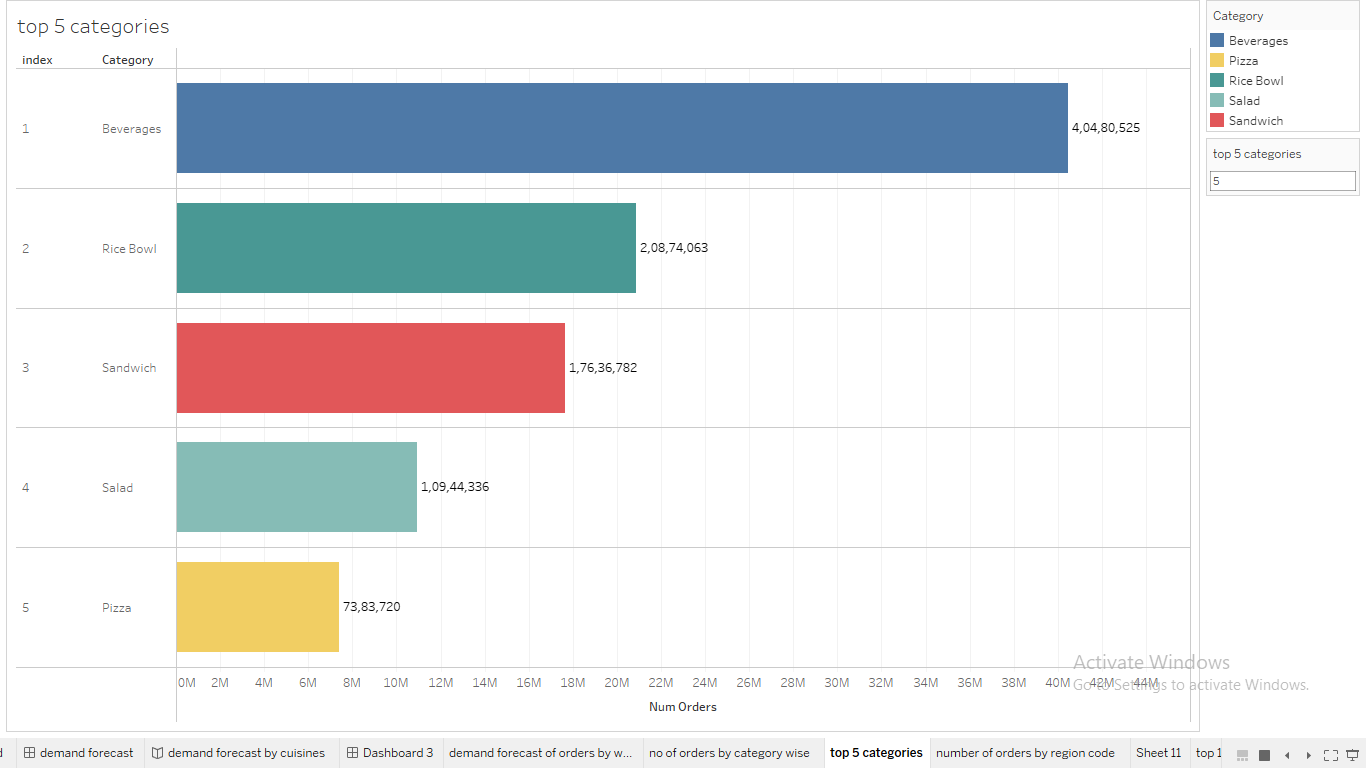 top 5 categories
index Category
1 Beverages 4,04,80,525
2 Rice Bowl 2,08,74,063
3 Sandwich 1,76,36,782
4 Salad 1,09,44,336
5 Pizza 73,83,720
0M 2M 4M 6M 8M 10M 12M 14M 16M 18M 20M 22M 24M 26M 28M 30M 32M 34M 36M 38M 40M 42M 44M
Num Orders
Category
Beverages
Pizza
Rice Bowl
Salad
Sandwich
top 5 categories
5
Activate Windows
Go to Settings to activate Windows.
demand forecast demand forecast by cuisines Dashboard 3 demand forecast of orders by w... no of orders by category wise top 5 categories number of orders by region code Sheet 11 top 1